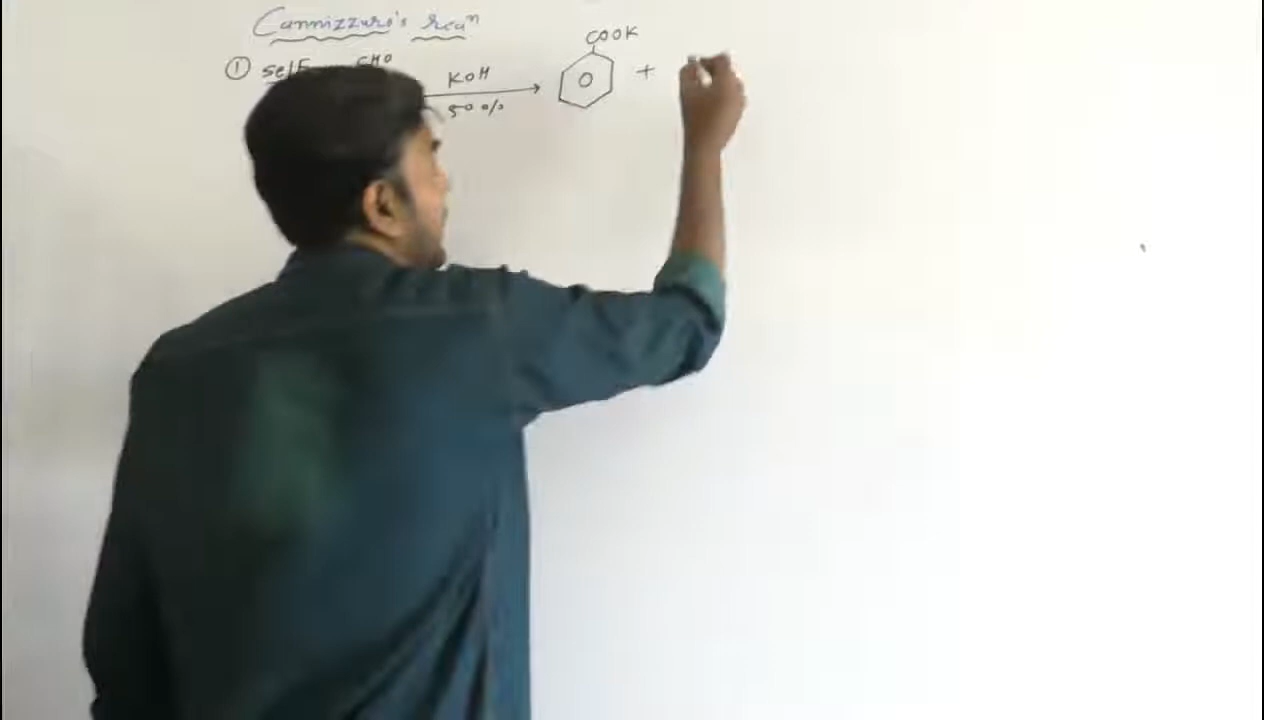 Cannizzaro's reaⁿ
① self CHO KOH COOK +
50 %